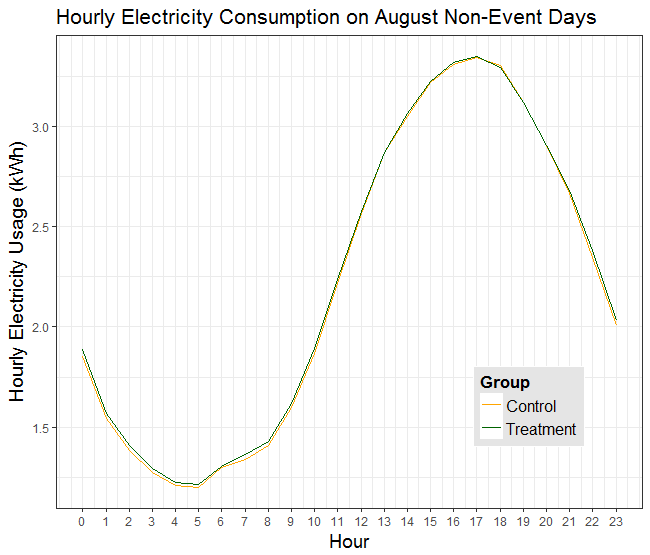 Hourly Electricity Consumption on August Non-Event Days
Hourly Electricity Usage (kWh)
3.0
2.5
2.0
1.5
Group
Control
Treatment
0 1 2 3 4 5 6 7 8 9 10 11 12 13 14 15 16 17 18 19 20 21 22 23
Hour